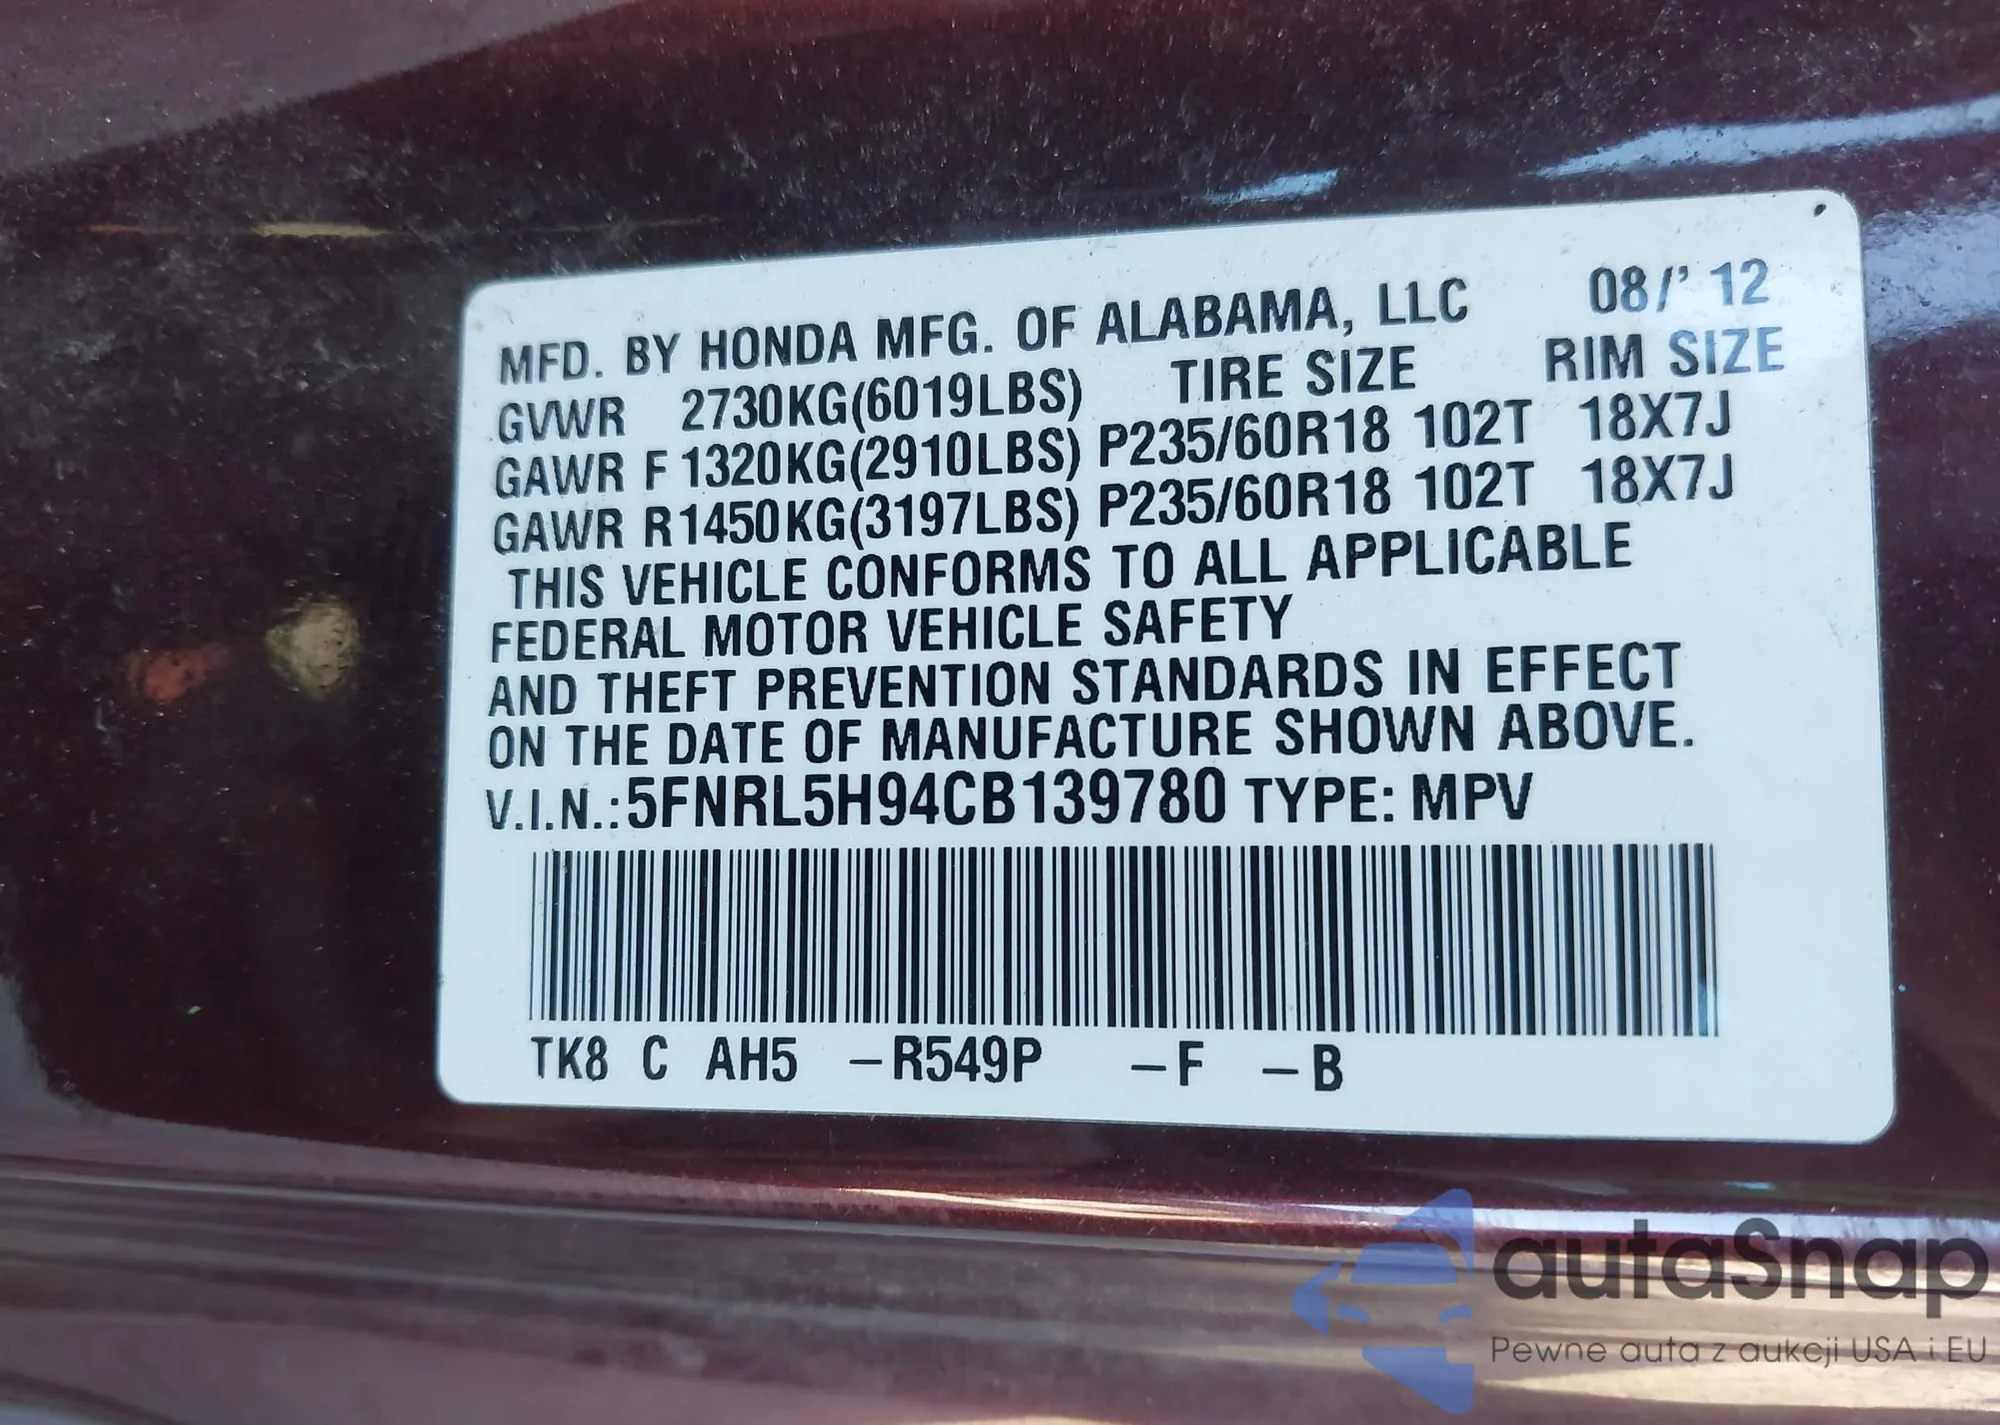 MFD. BY HONDA MFG. OF ALABAMA, LLC 08/' 12
GVWR 2730KG(6019LBS) TIRE SIZE RIM SIZE
GAWR F 1320KG(2910LBS) P235/60R18 102T 18X7J
GAWR R1450KG(3197LBS) P235/60R18 102T 18X7J
THIS VEHICLE CONFORMS TO ALL APPLICABLE
FEDERAL MOTOR VEHICLE SAFETY
AND THEFT PREVENTION STANDARDS IN EFFECT
ON THE DATE OF MANUFACTURE SHOWN ABOVE.
V.I.N.:5FNRL5H94CB139780 TYPE: MPV
TK8 C AH5 –R549P –F –B
autaSnap
Pewne auta z aukcji USA i EU